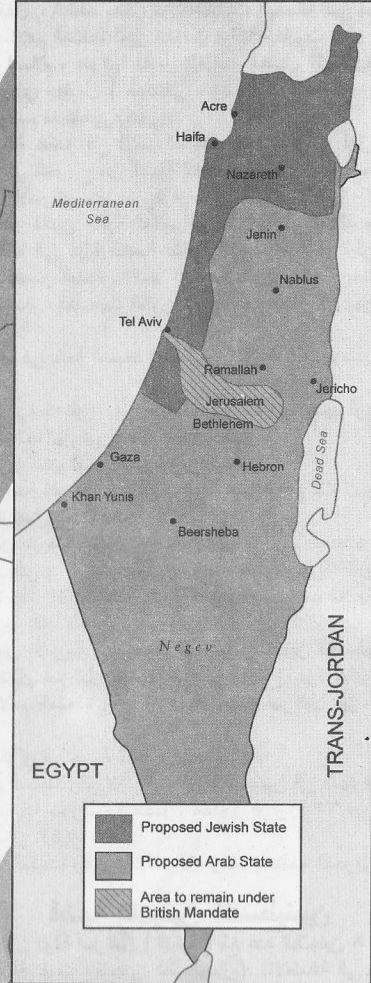 Acre
Haifa
Nazareth
Mediterranean
Sea
Jenin
Nablus
Tel Aviv
Ramallah
Jericho
Jerusalem
Bethlehem
Dead Sea
Gaza
Hebron
Khan Yunis
Beersheba
Negev
TRANS-JORDAN
EGYPT
Proposed Jewish State
Proposed Arab State
Area to remain under
British Mandate